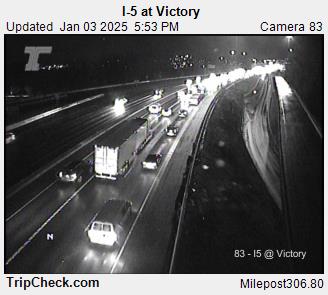 I-5 at Victory
Updated Jan 03 2025 5:53 PM Camera 83
T
N
83 - I5 @ Victory
TripCheck.com Milepost306.80